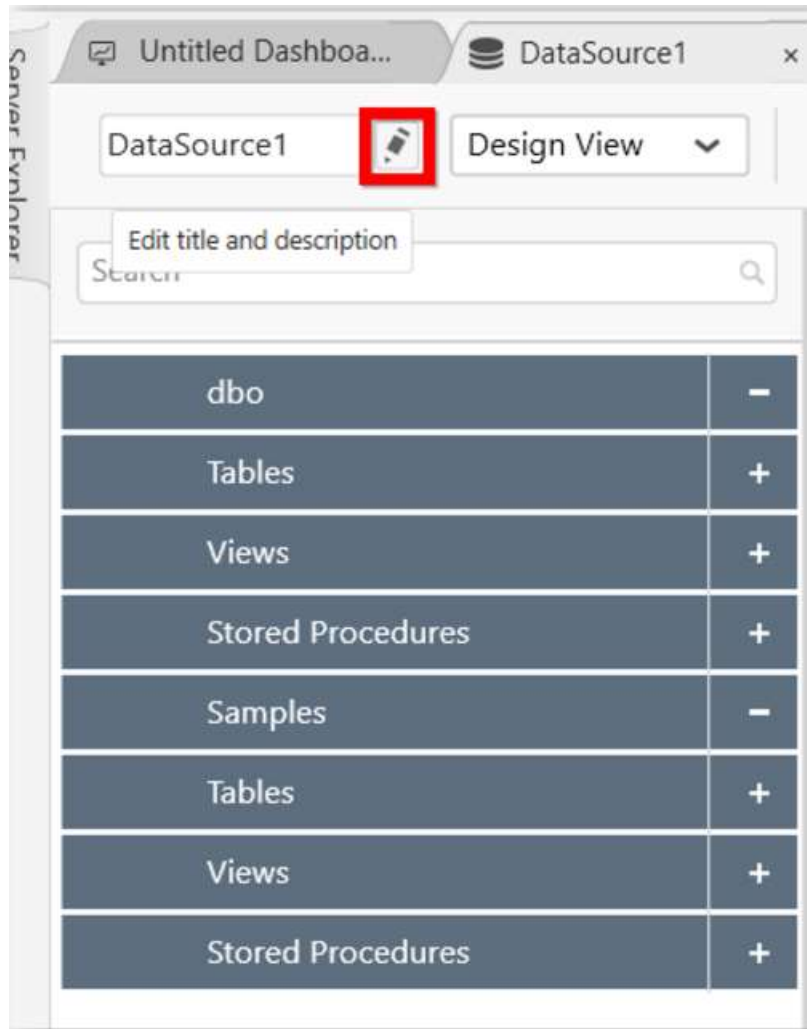 Server Explorer
Untitled Dashboa...
DataSource1
DataSource1
Design View
Edit title and description
Search
dbo
Tables
Views
Stored Procedures
Samples
Tables
Views
Stored Procedures